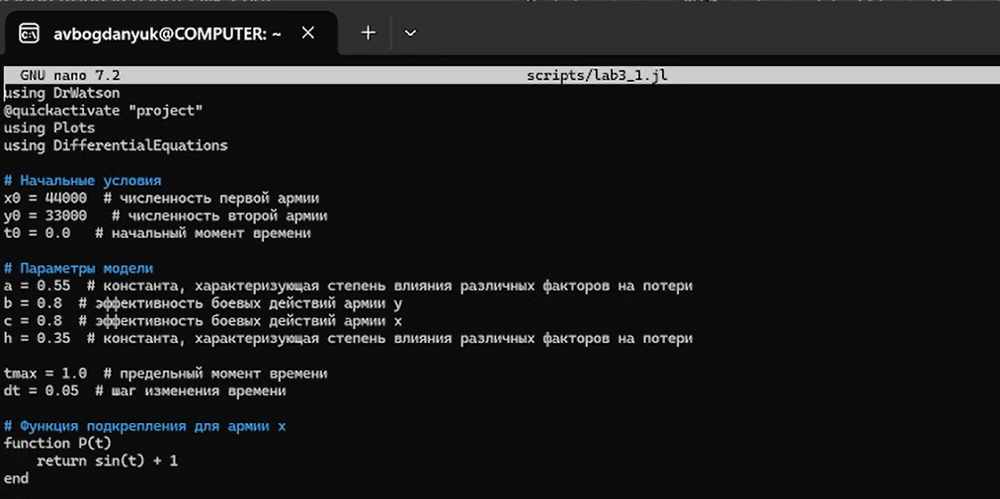 avbogdanyuk@COMPUTER: ~
GNU nano 7.2 scripts/lab3_1.jl
using DrWatson
@quickactivate "project"
using Plots
using DifferentialEquations
# Начальные условия
x0 = 44000 # численность первой армии
y0 = 33000 # численность второй армии
t0 = 0.0 # начальный момент времени
# Параметры модели
a = 0.55 # константа, характеризующая степень влияния различных факторов на потери
b = 0.8 # эффективность боевых действий армии y
c = 0.8 # эффективность боевых действий армии x
h = 0.35 # константа, характеризующая степень влияния различных факторов на потери
tmax = 1.0 # предельный момент времени
dt = 0.05 # шаг изменения времени
# Функция подкрепления для армии x
function P(t)
    return sin(t) + 1
end